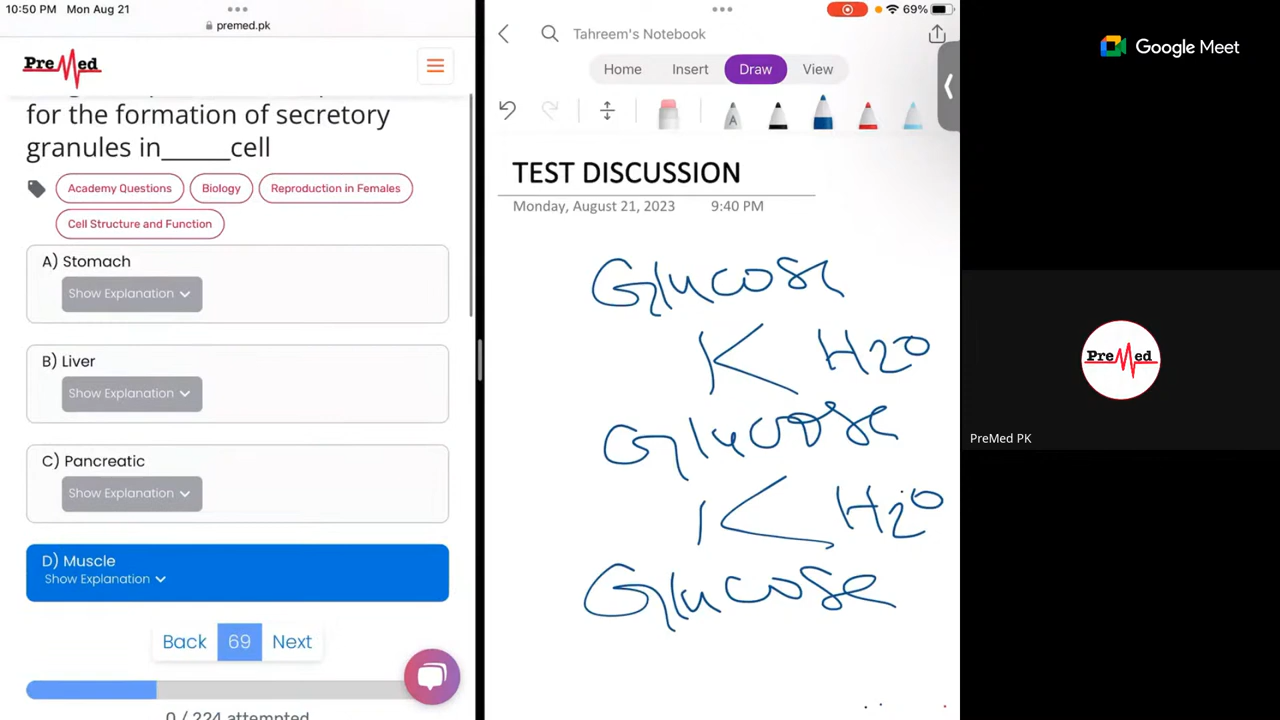 10:50 PM Mon Aug 21
premed.pk
PreMed
for the formation of secretory
granules in______cell
Academy Questions
Biology
Reproduction in Females
Cell Structure and Function
A) Stomach
Show Explanation
B) Liver
Show Explanation
C) Pancreatic
Show Explanation
D) Muscle
Show Explanation
Back 69 Next
0 / 224 attempted
69%
Tahreem's Notebook
Home Insert Draw View
A
TEST DISCUSSION
Monday, August 21, 2023 9:40 PM
Glucose
H2O
Glucose
H2O
Glucose
Google Meet
PreMed
PreMed PK